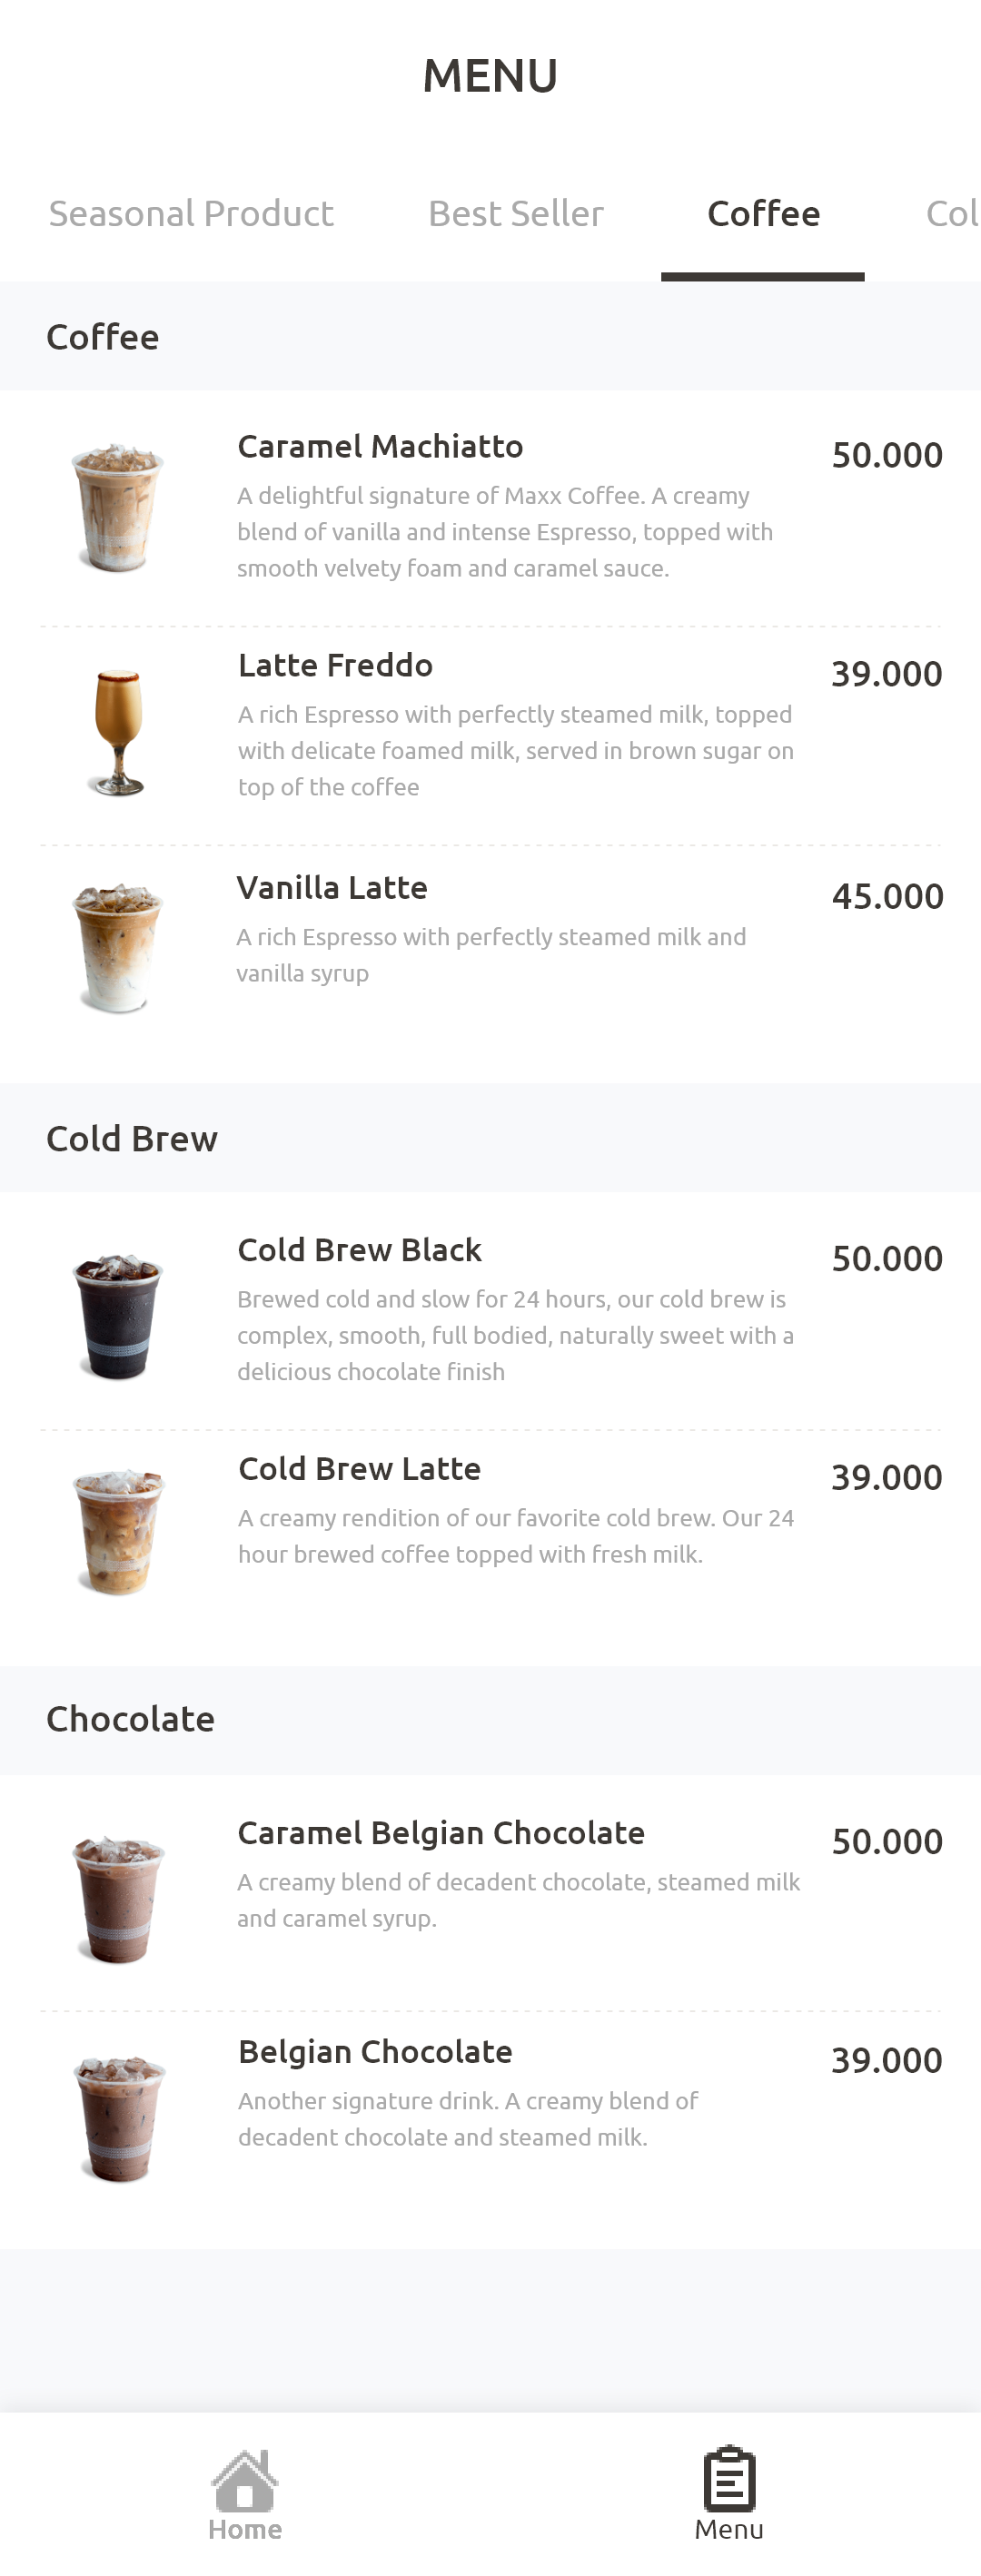 MENU
Seasonal Product Best Seller Coffee Col
Coffee
Caramel Machiatto 50.000
A delightful signature of Maxx Coffee. A creamy
blend of vanilla and intense Espresso, topped with
smooth velvety foam and caramel sauce.
Latte Freddo 39.000
A rich Espresso with perfectly steamed milk, topped
with delicate foamed milk, served in brown sugar on
top of the coffee
Vanilla Latte 45.000
A rich Espresso with perfectly steamed milk and
vanilla syrup
Cold Brew
Cold Brew Black 50.000
Brewed cold and slow for 24 hours, our cold brew is
complex, smooth, full bodied, naturally sweet with a
delicious chocolate finish
Cold Brew Latte 39.000
A creamy rendition of our favorite cold brew. Our 24
hour brewed coffee topped with fresh milk.
Chocolate
Caramel Belgian Chocolate 50.000
A creamy blend of decadent chocolate, steamed milk
and caramel syrup.
Belgian Chocolate 39.000
Another signature drink. A creamy blend of
decadent chocolate and steamed milk.
Home Menu